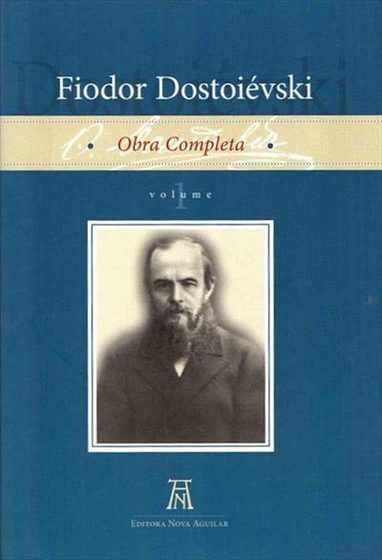 Fiodor Dostoiévski
Obra Completa
volume
1
EDITORA NOVA AGUILAR